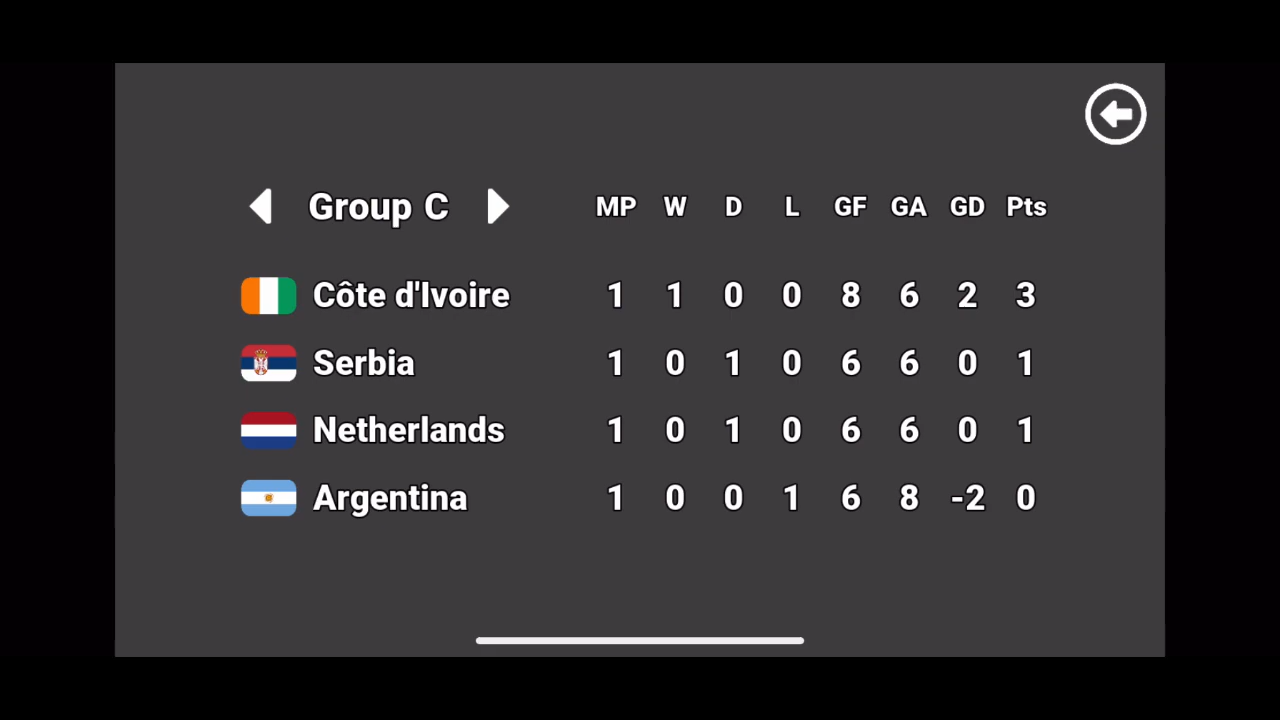 Group C MP W D L GF GA GD Pts
Côte d'Ivoire 1 1 0 0 8 6 2 3
Serbia 1 0 1 0 6 6 0 1
Netherlands 1 0 1 0 6 6 0 1
Argentina 1 0 0 1 6 8 -2 0